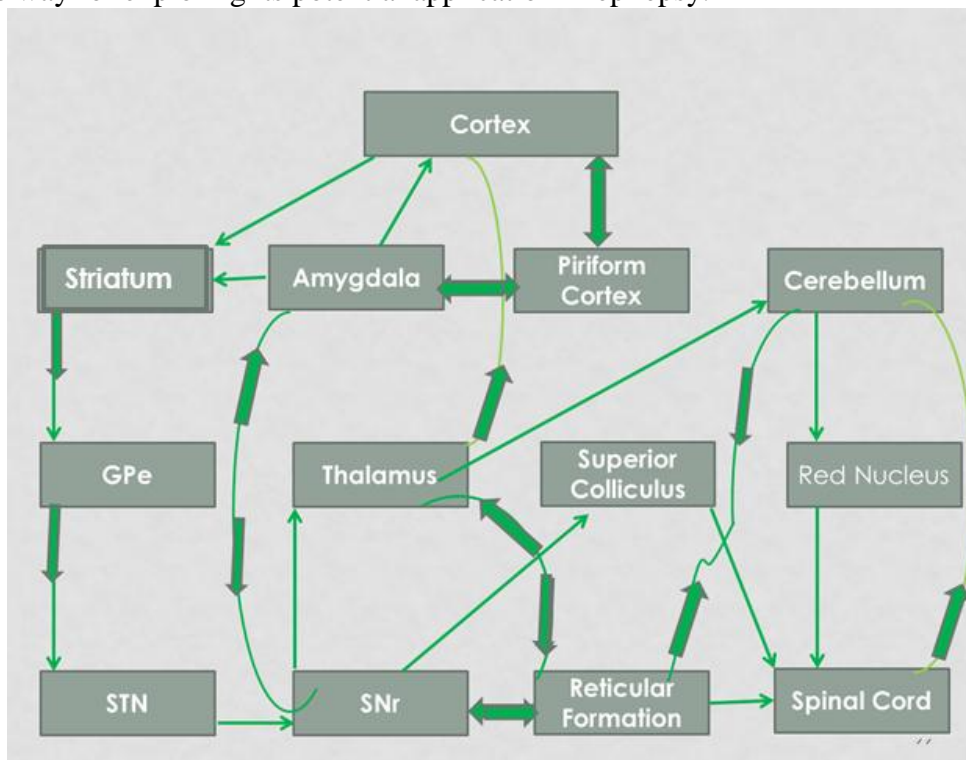 Cortex
Striatum
Amygdala
Piriform
Cortex
Cerebellum
GPe
Thalamus
Superior
Colliculus
Red Nucleus
STN
SNr
Reticular
Formation
Spinal Cord